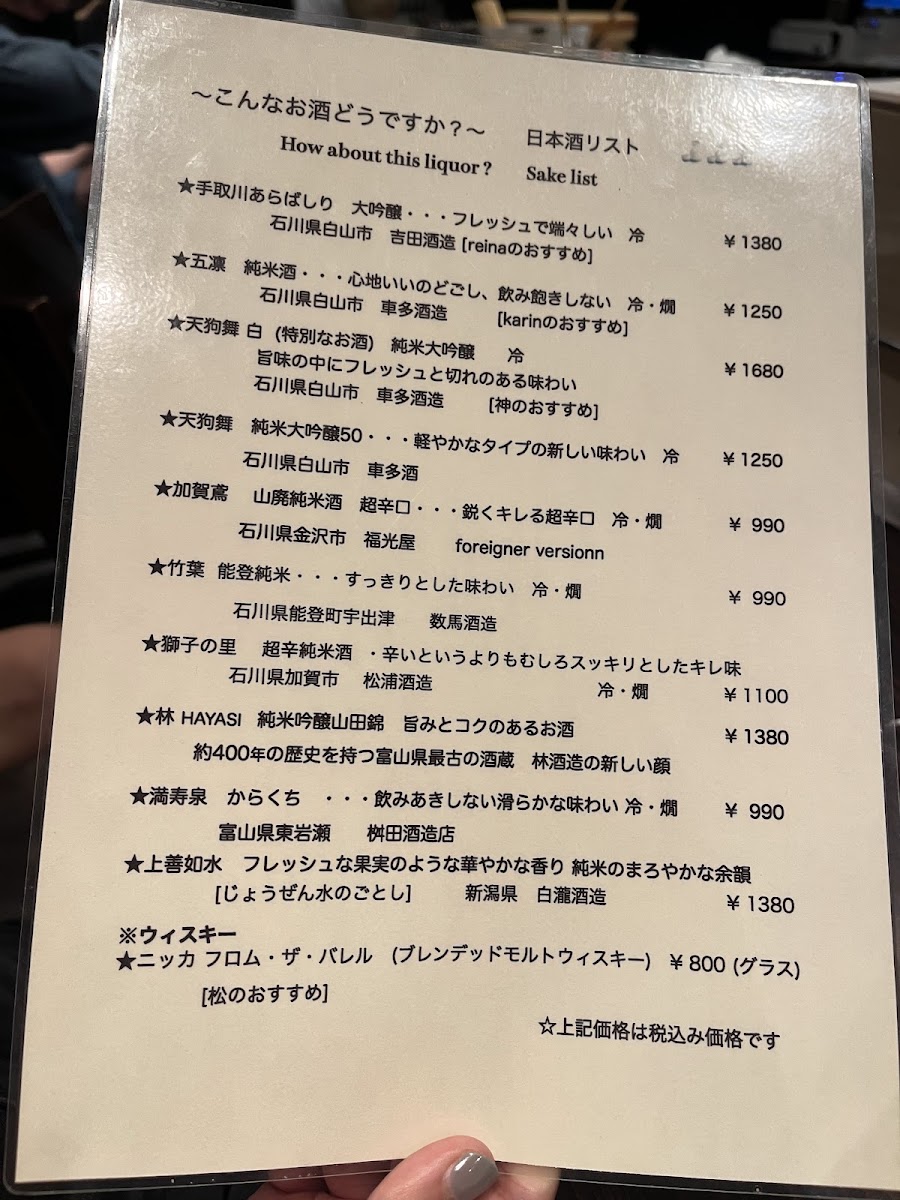 ～こんなお酒どうですか？～　日本酒リスト
How about this liquor?　Sake list
★手取川あらばしり　大吟醸・・・フレッシュで端々しい　冷　¥1380
石川県白山市　吉田酒造 [reinaのおすすめ]
★五凛　純米酒・・・心地いいのどごし、飲み飽きしない　冷・燗　¥1250
石川県白山市　車多酒造　[karinのおすすめ]
★天狗舞 白（特別なお酒）　純米大吟醸　冷　¥1680
旨味の中にフレッシュと切れのある味わい
石川県白山市　車多酒造　[神のおすすめ]
★天狗舞　純米大吟醸50・・・軽やかなタイプの新しい味わい　冷　¥1250
石川県白山市　車多酒
★加賀鳶　山廃純米酒　超辛口・・・鋭くキレる超辛口　冷・燗　¥ 990
石川県金沢市　福光屋　foreigner versionn
★竹葉　能登純米・・・すっきりとした味わい　冷・燗　¥ 990
石川県能登町宇出津　数馬酒造
★獅子の里　超辛純米酒　・辛いというよりもむしろスッキリとしたキレ味
石川県加賀市　松浦酒造　冷・燗　¥1100
★林 HAYASI　純米吟醸山田錦　旨みとコクのあるお酒　¥1380
約400年の歴史を持つ富山県最古の酒蔵　林酒造の新しい顔
★満寿泉　からくち　・・・飲みあきしない滑らかな味わい 冷・燗　¥ 990
富山県東岩瀬　桝田酒造店
★上善如水　フレッシュな果実のような華やかな香り 純米のまろやかな余韻
[じょうぜん水のごとし]　新潟県　白瀧酒造　¥1380
※ウィスキー
★ニッカ フロム・ザ・バレル　(ブレンデッドモルトウィスキー)　¥800 (グラス)
[松のおすすめ]
☆上記価格は税込み価格です